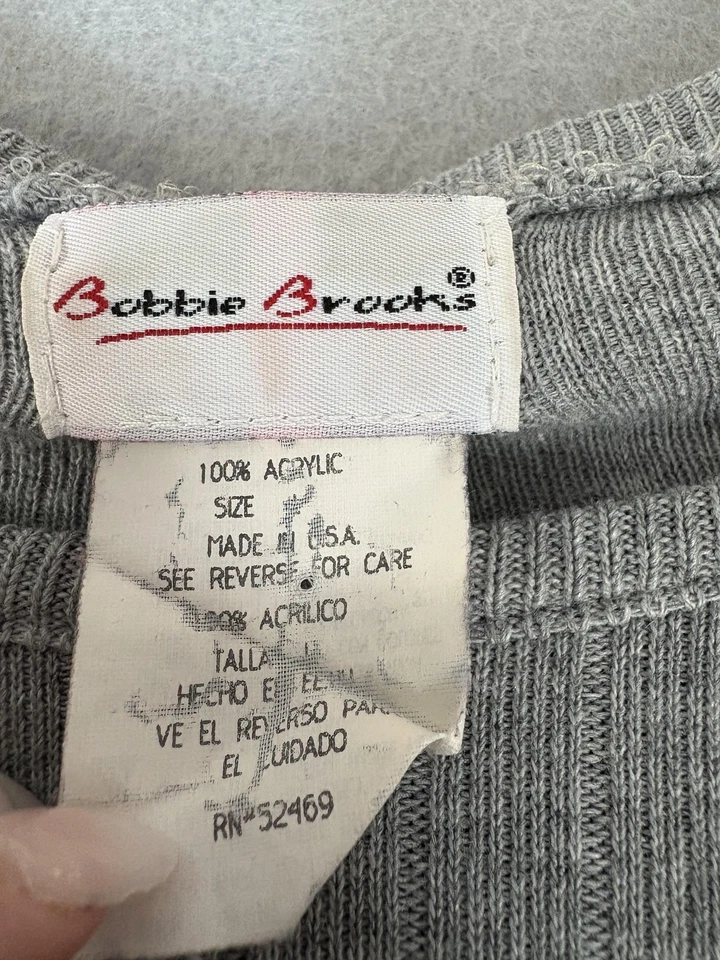 Bobbie Brooks®
100% ACRYLIC
SIZE
MADE IN U.S.A.
SEE REVERSE FOR CARE
100% ACRILICO
TALLA
HECHO E
VE EL REVERSO PARA
EL CUIDADO
RN#52469